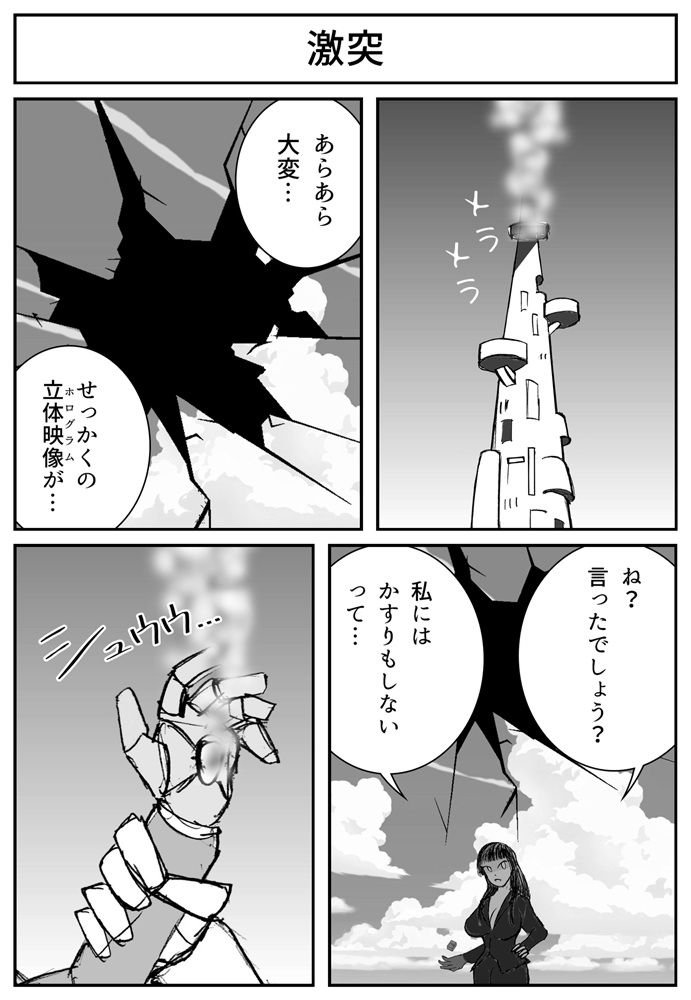 激突
メラ
メラ
あらあら
大変…
せっかくの
立体映像が…
ホログラム
ね？
言ったでしょう？
私には
かすりもしない
って…
シュウウ…